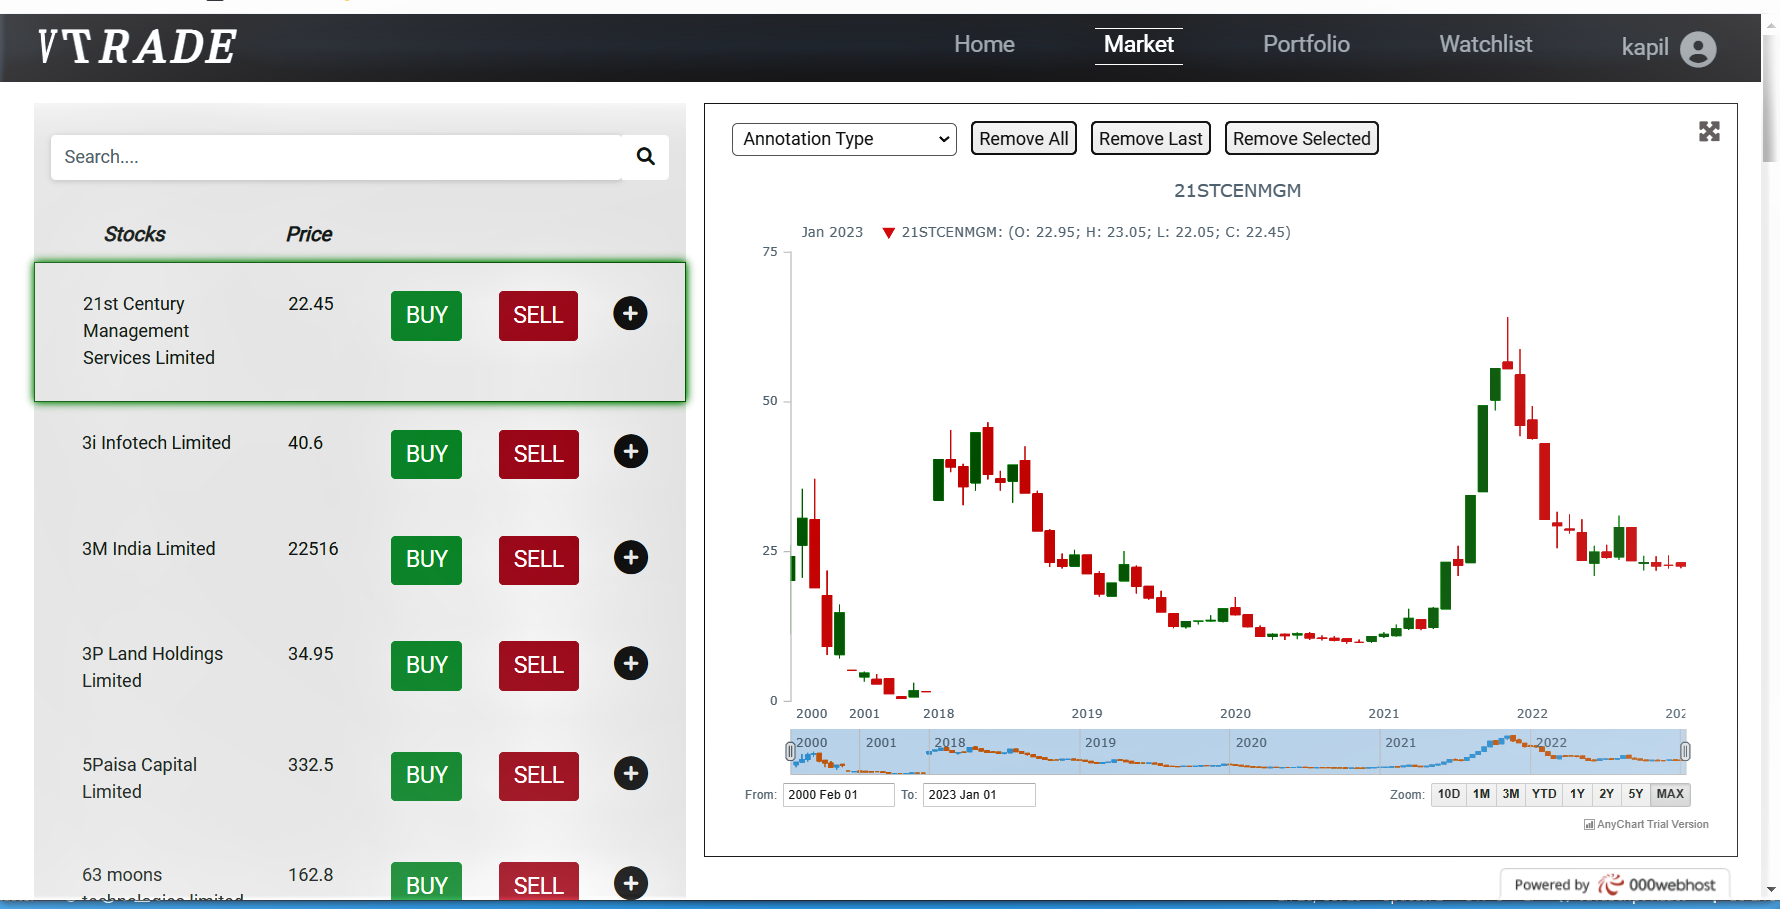 VTRADE
Home Market Portfolio Watchlist kapil
Search....
Stocks Price
21st Century Management Services Limited 22.45 BUY SELL
3i Infotech Limited 40.6 BUY SELL
3M India Limited 22516 BUY SELL
3P Land Holdings Limited 34.95 BUY SELL
5Paisa Capital Limited 332.5 BUY SELL
63 moons technologies limited 162.8 BUY SELL
Annotation Type Remove All Remove Last Remove Selected
21STCENMGM
Jan 2023 21STCENMGM: (O: 22.95; H: 23.05; L: 22.05; C: 22.45)
75
50
25
0
2000 2001 2018 2019 2020 2021 2022
2000 2001 2018 2019 2020 2021 2022
From: 2000 Feb 01 To: 2023 Jan 01 Zoom: 10D 1M 3M YTD 1Y 2Y 5Y MAX
AnyChart Trial Version
Powered by 000webhost